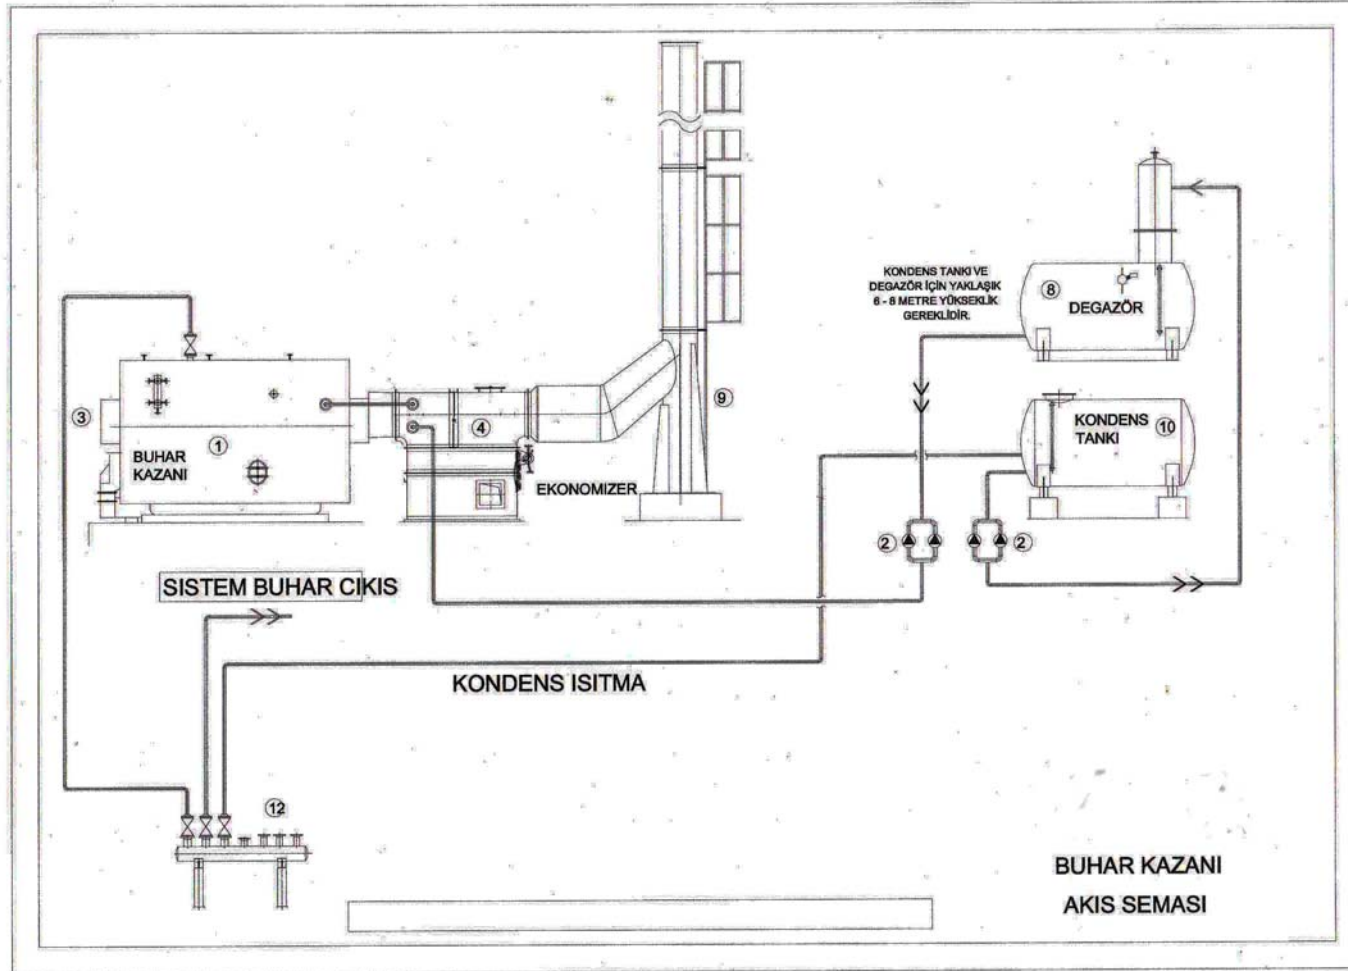 KONDENS TANKI VE
DEGAZÖR İÇİN YAKLAŞIK
6 - 8 METRE YÜKSEKLİK
GEREKLİDİR.
8
DEGAZÖR
3
1
BUHAR
KAZANI
4
EKONOMIZER
9
KONDENS
TANKI
10
2
2
SISTEM BUHAR CIKIS
KONDENS ISITMA
12
BUHAR KAZANI
AKIS SEMASI